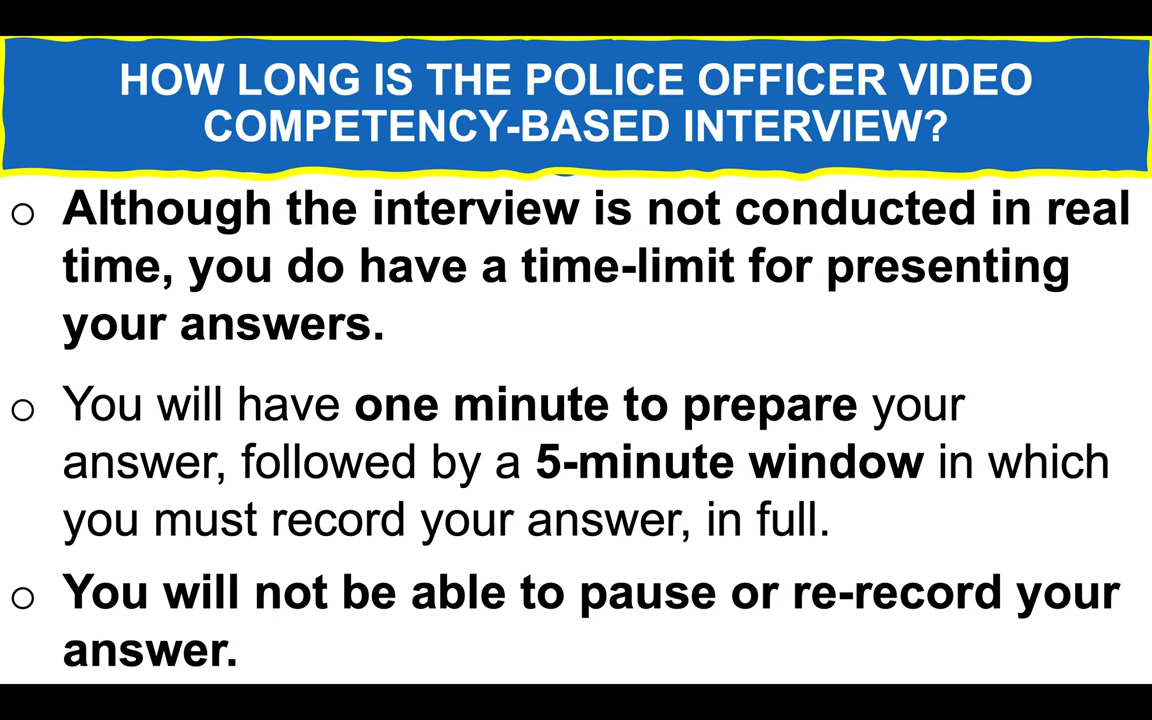 HOW LONG IS THE POLICE OFFICER VIDEO
COMPETENCY-BASED INTERVIEW?
○ Although the interview is not conducted in real
time, you do have a time-limit for presenting
your answers.
○ You will have one minute to prepare your
answer, followed by a 5-minute window in which
you must record your answer, in full.
○ You will not be able to pause or re-record your
answer.